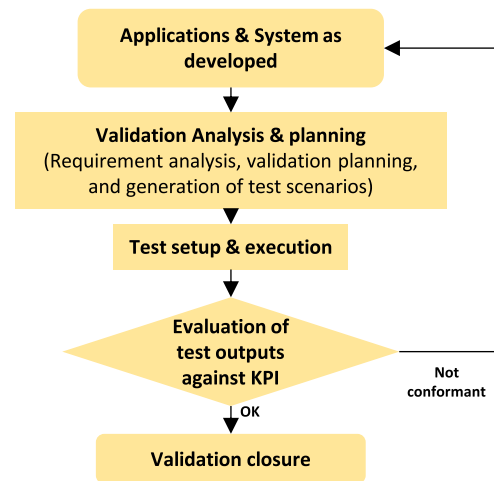 Applications & System as
developed
Validation Analysis & planning
(Requirement analysis, validation planning,
and generation of test scenarios)
Test setup & execution
Evaluation of
test outputs
against KPI
Not
conformant
OK
Validation closure